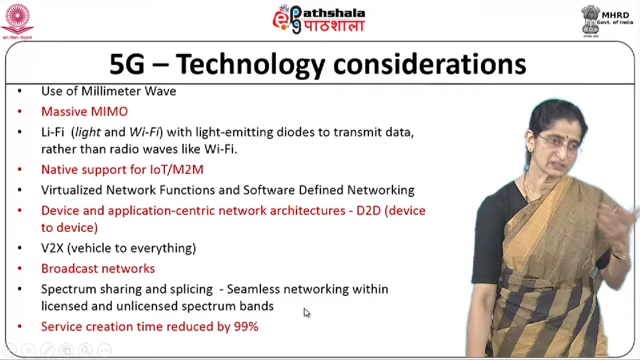 Pathshala
पाठशाला
MHRD
Govt. of India
5G – Technology considerations
Use of Millimeter Wave
Massive MIMO
Li-Fi (light and Wi-Fi) with light-emitting diodes to transmit data,
rather than radio waves like Wi-Fi.
Native support for IoT/M2M
Virtualized Network Functions and Software Defined Networking
Device and application-centric network architectures - D2D (device
to device)
V2X (vehicle to everything)
Broadcast networks
Spectrum sharing and splicing - Seamless networking within
licensed and unlicensed spectrum bands
Service creation time reduced by 99%